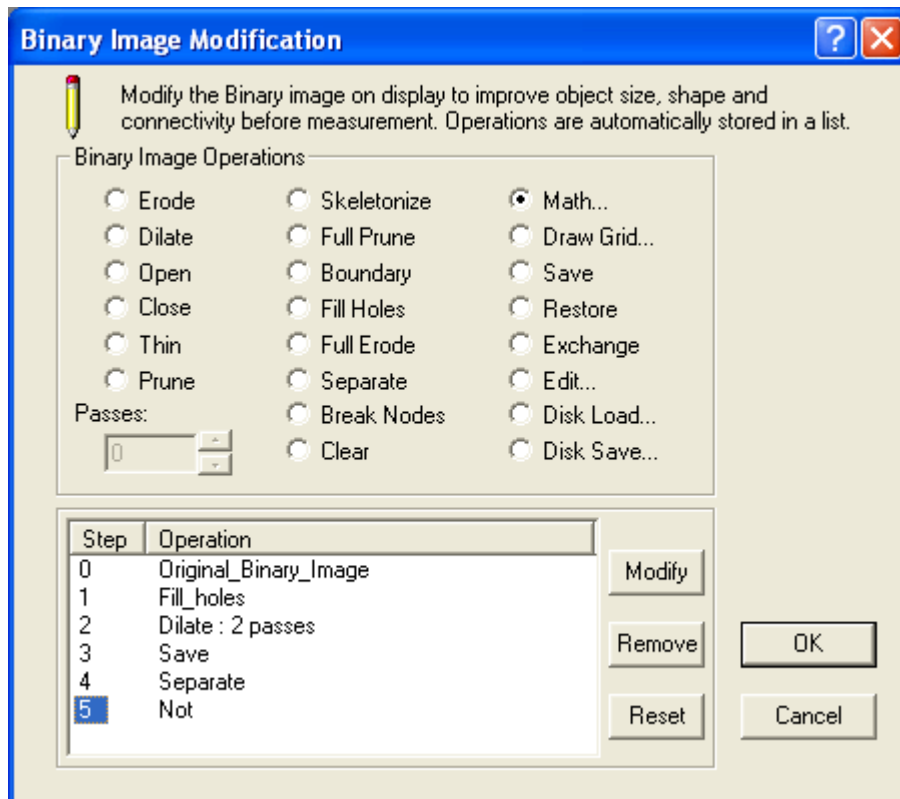 Binary Image Modification
Modify the Binary image on display to improve object size, shape and
connectivity before measurement. Operations are automatically stored in a list.
Binary Image Operations
Erode
Dilate
Open
Close
Thin
Prune
Passes:
0
Skeletonize
Full Prune
Boundary
Fill Holes
Full Erode
Separate
Break Nodes
Clear
Math...
Draw Grid...
Save
Restore
Exchange
Edit...
Disk Load...
Disk Save...
Step Operation
0 Original_Binary_Image
1 Fill_holes
2 Dilate : 2 passes
3 Save
4 Separate
5 Not
Modify
Remove
Reset
OK
Cancel